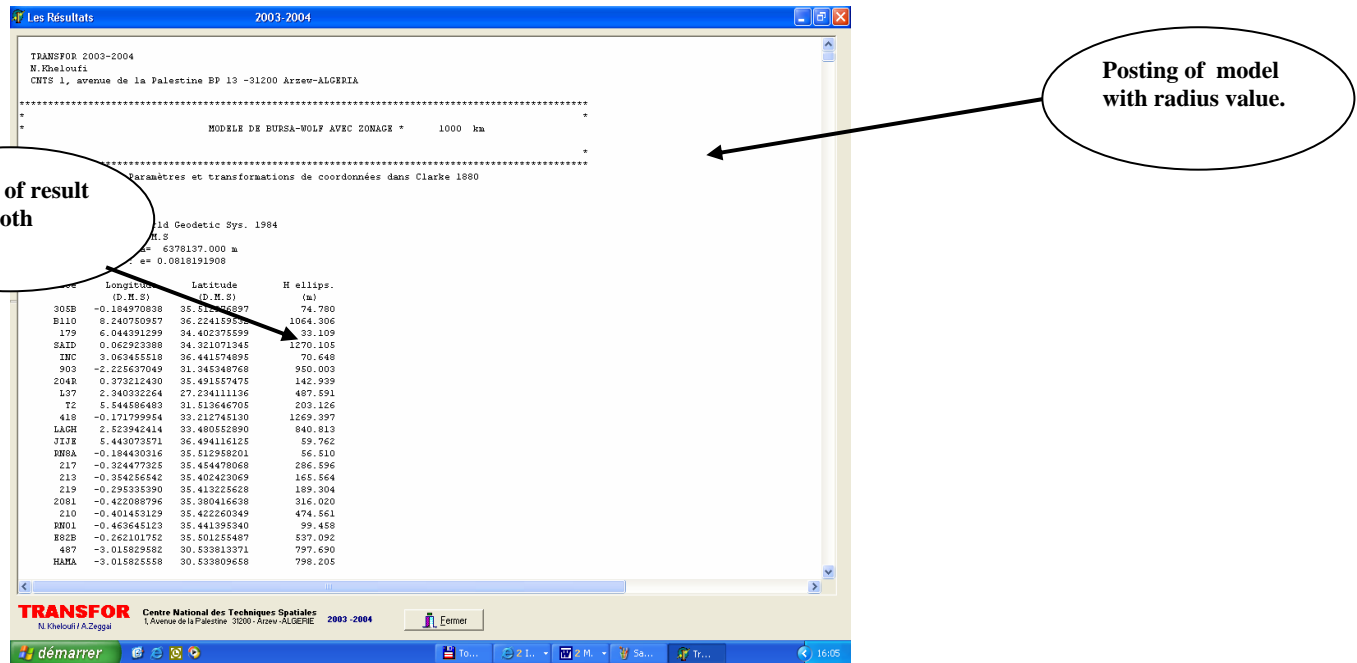 Les Résultats 2003-2004
TRANSFOR 2003-2004
N.Kheloufi
CNTS 1, avenue de la Palestine BP 13 -31200 Arzew-ALGERIA
MODELE DE BURSA-WOLF AVEC ZONAGE * 1000 km
Paramètres et transformations de coordonnées dans Clarke 1880
Geodetic Sys. 1984
6378137.000 m
e= 0.0818191908
Longitude Latitude H ellips.
(D.M.S) (D.M.S) (m)
305B -0.184970838 74.780
B110 8.240750957 1064.306
179 6.044391299 34.402375599 33.109
SAID 0.062923388 34.321071345 1270.105
INC 3.063455518 36.441574895 70.648
903 -2.225637049 31.345348768 950.003
204R 0.373212430 35.491557475 142.939
L37 2.340332264 27.234111136 487.591
T2 5.544586483 31.513646705 203.126
418 -0.171799954 33.212745130 1269.397
LAGH 2.523942414 33.480552890 840.813
JIJE 5.443073571 36.494116125 59.762
RN8A -0.184430316 35.512958201 56.510
217 -0.324477325 35.454478068 286.596
213 -0.354256542 35.402423069 165.564
219 -0.295335390 35.413225628 189.304
2081 -0.422088796 35.380416638 316.020
210 -0.401453129 35.422260349 474.561
RN01 -0.463645123 35.441395340 99.458
E82B -0.262101752 35.501255487 537.092
487 -3.015829582 30.533813371 797.690
HAMA -3.015825558 30.533809658 798.205
TRANSFOR
N.Kheloufi / A.Zeggai
Centre National des Techniques Spatiales
1, Avenue de la Palestine 31200 - Arzew -ALGERIE
2003 -2004
Fermer
démarrer To... 2 I.. 2 M. Sa... Tr... 16:05
of result
oth
Posting of model
with radius value.